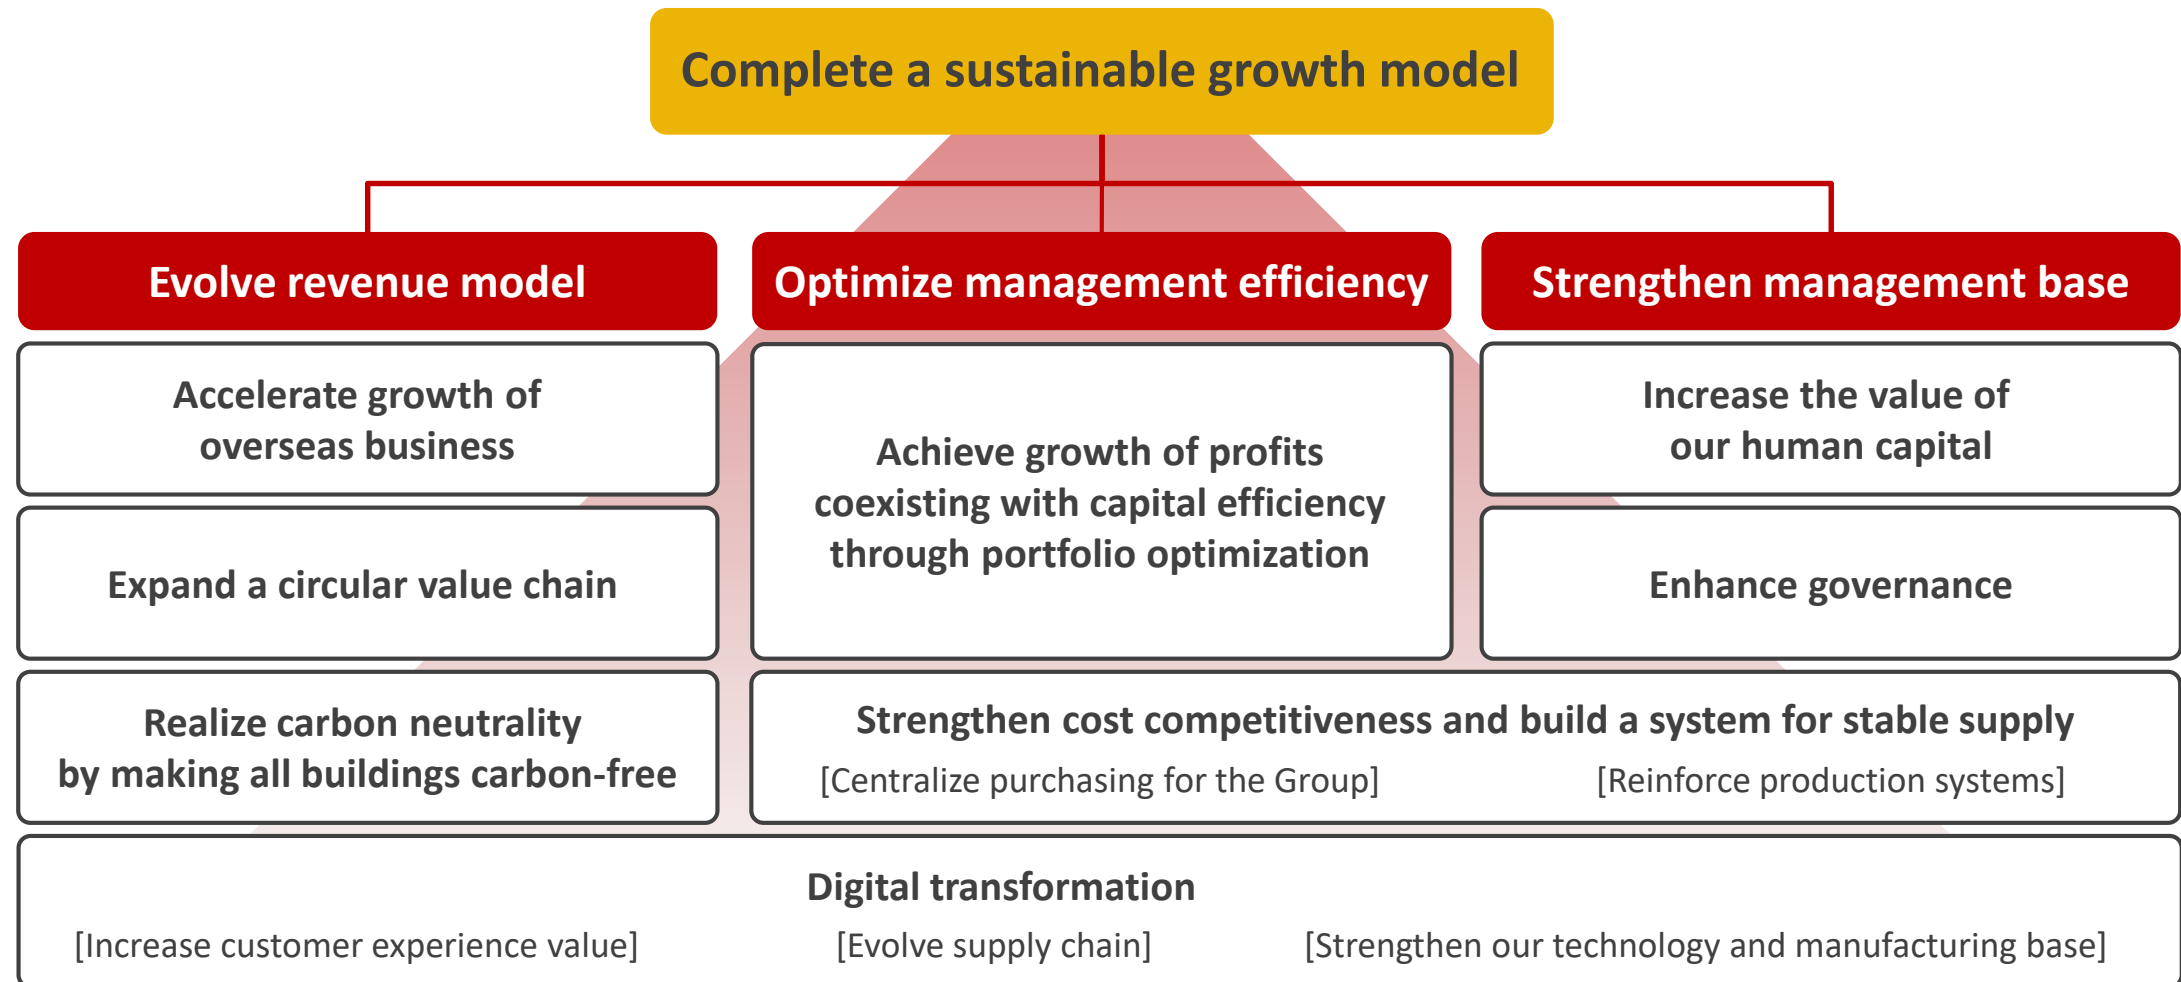 Complete a sustainable growth model
Evolve revenue model
Optimize management efficiency
Strengthen management base
Accelerate growth of
overseas business
Achieve growth of profits
coexisting with capital efficiency
through portfolio optimization
Increase the value of
our human capital
Expand a circular value chain
Enhance governance
Realize carbon neutrality
by making all buildings carbon-free
Strengthen cost competitiveness and build a system for stable supply
[Centralize purchasing for the Group]
[Reinforce production systems]
Digital transformation
[Increase customer experience value]
[Evolve supply chain]
[Strengthen our technology and manufacturing base]